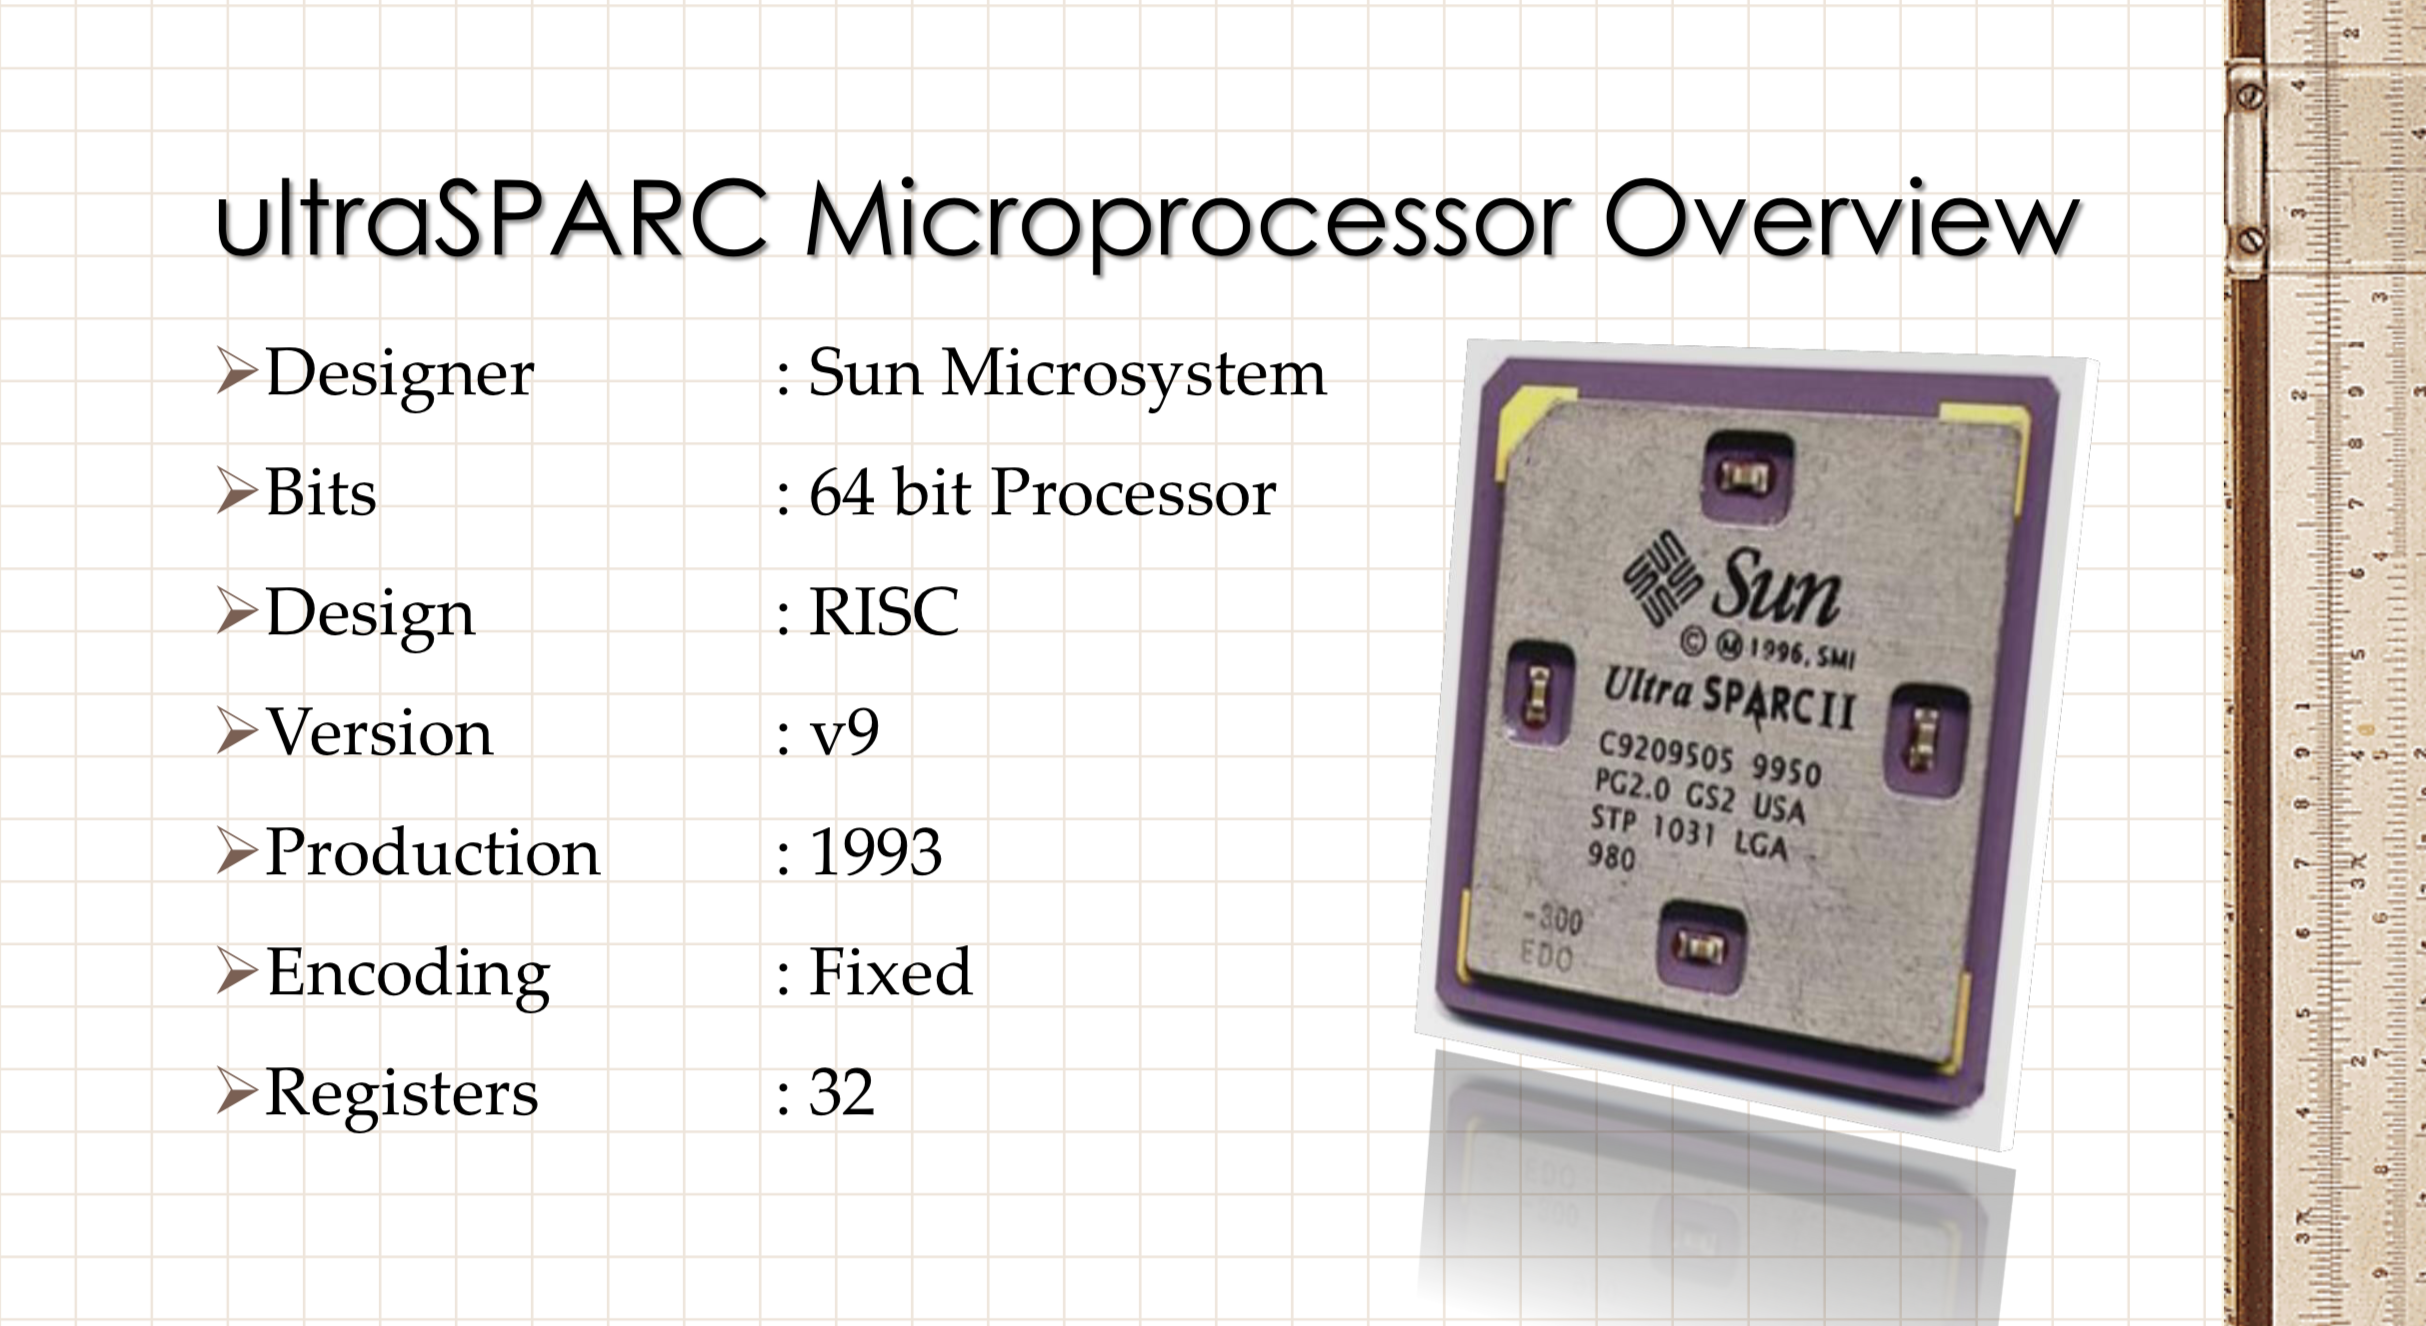 ultraSPARC Microprocessor Overview
➢Designer : Sun Microsystem
➢Bits : 64 bit Processor
➢Design : RISC
➢Version : v9
➢Production : 1993
➢Encoding : Fixed
➢Registers : 32
Sun
© Ⓜ 1996, SMI
Ultra SPARC II
C9209505 9950
PG2.0 GS2 USA
STP 1031 LGA
980
-300
EDO